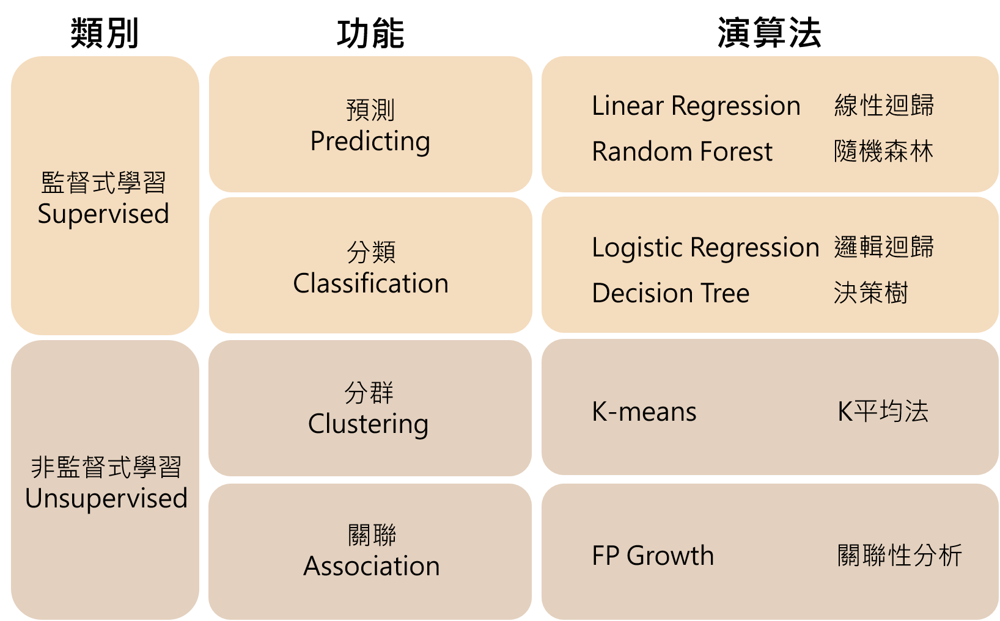 類別
功能
演算法
監督式學習
Supervised
預測
Predicting
Linear Regression 線性迴歸
Random Forest 隨機森林
分類
Classification
Logistic Regression 邏輯迴歸
Decision Tree 決策樹
非監督式學習
Unsupervised
分群
Clustering
K-means K平均法
關聯
Association
FP Growth 關聯性分析